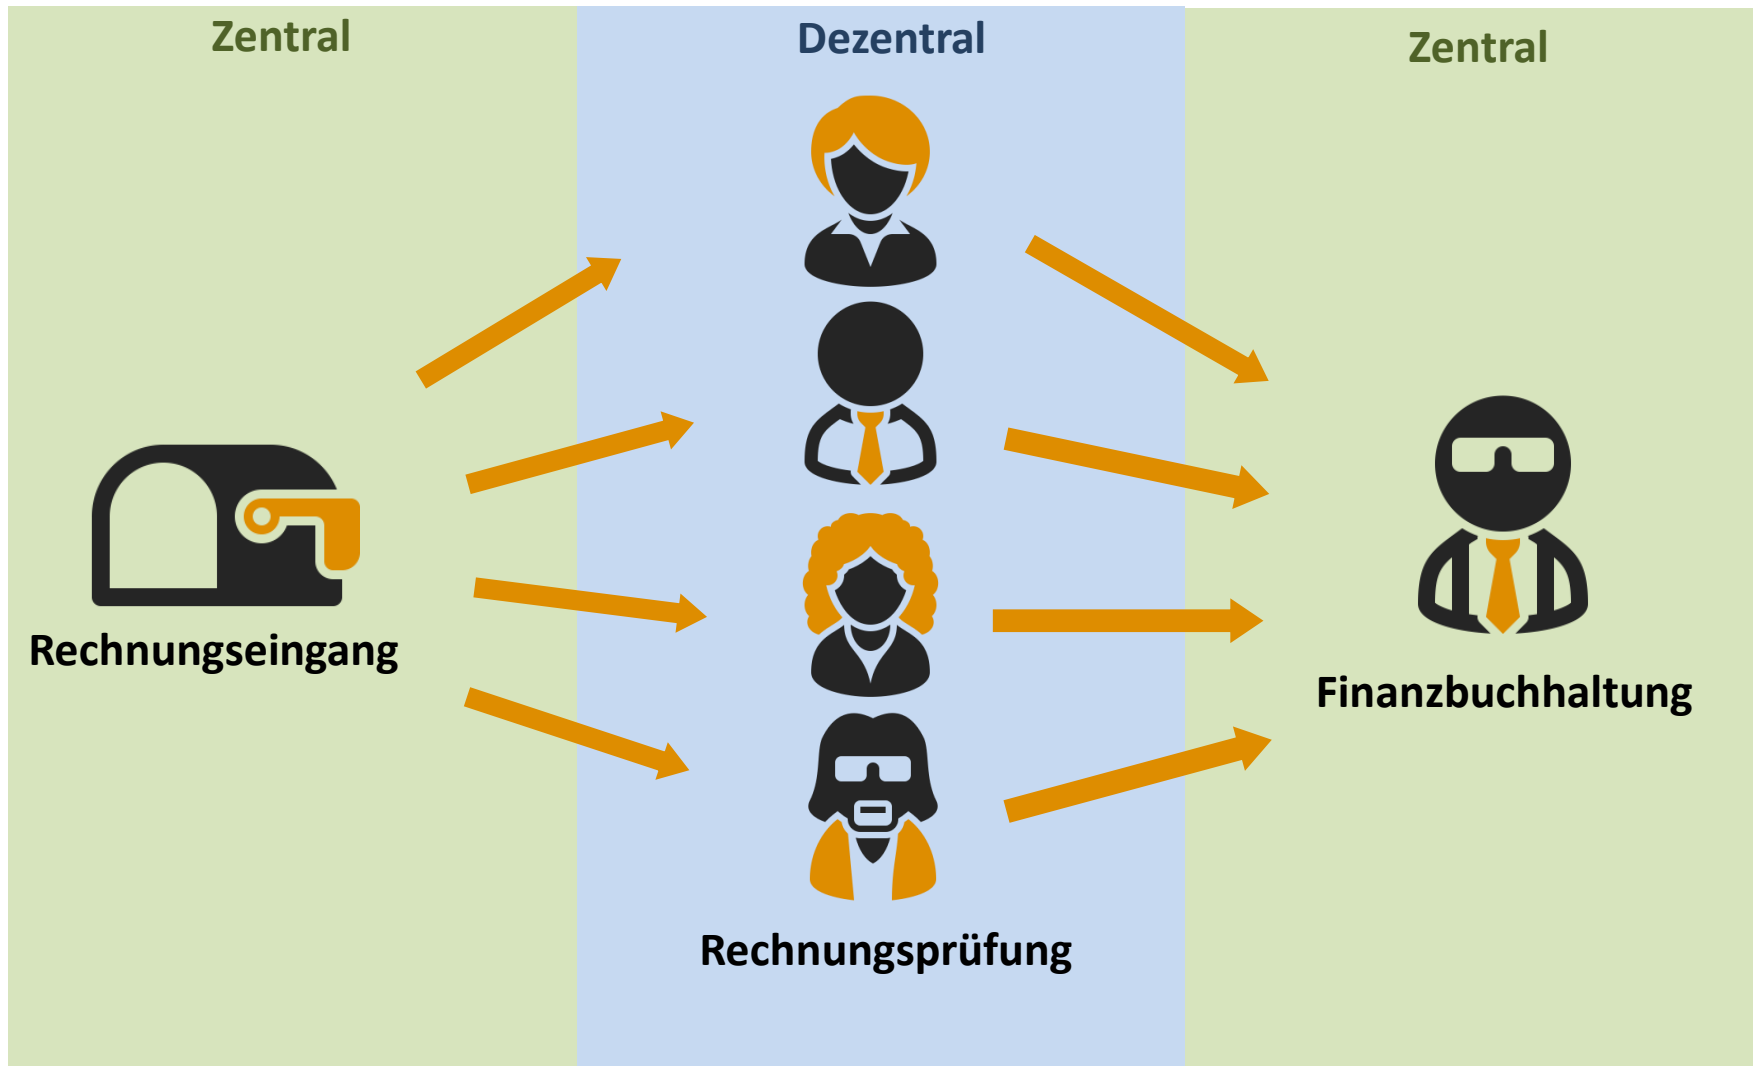 Zentral
Dezentral
Zentral
Rechnungseingang
Rechnungsprüfung
Finanzbuchhaltung